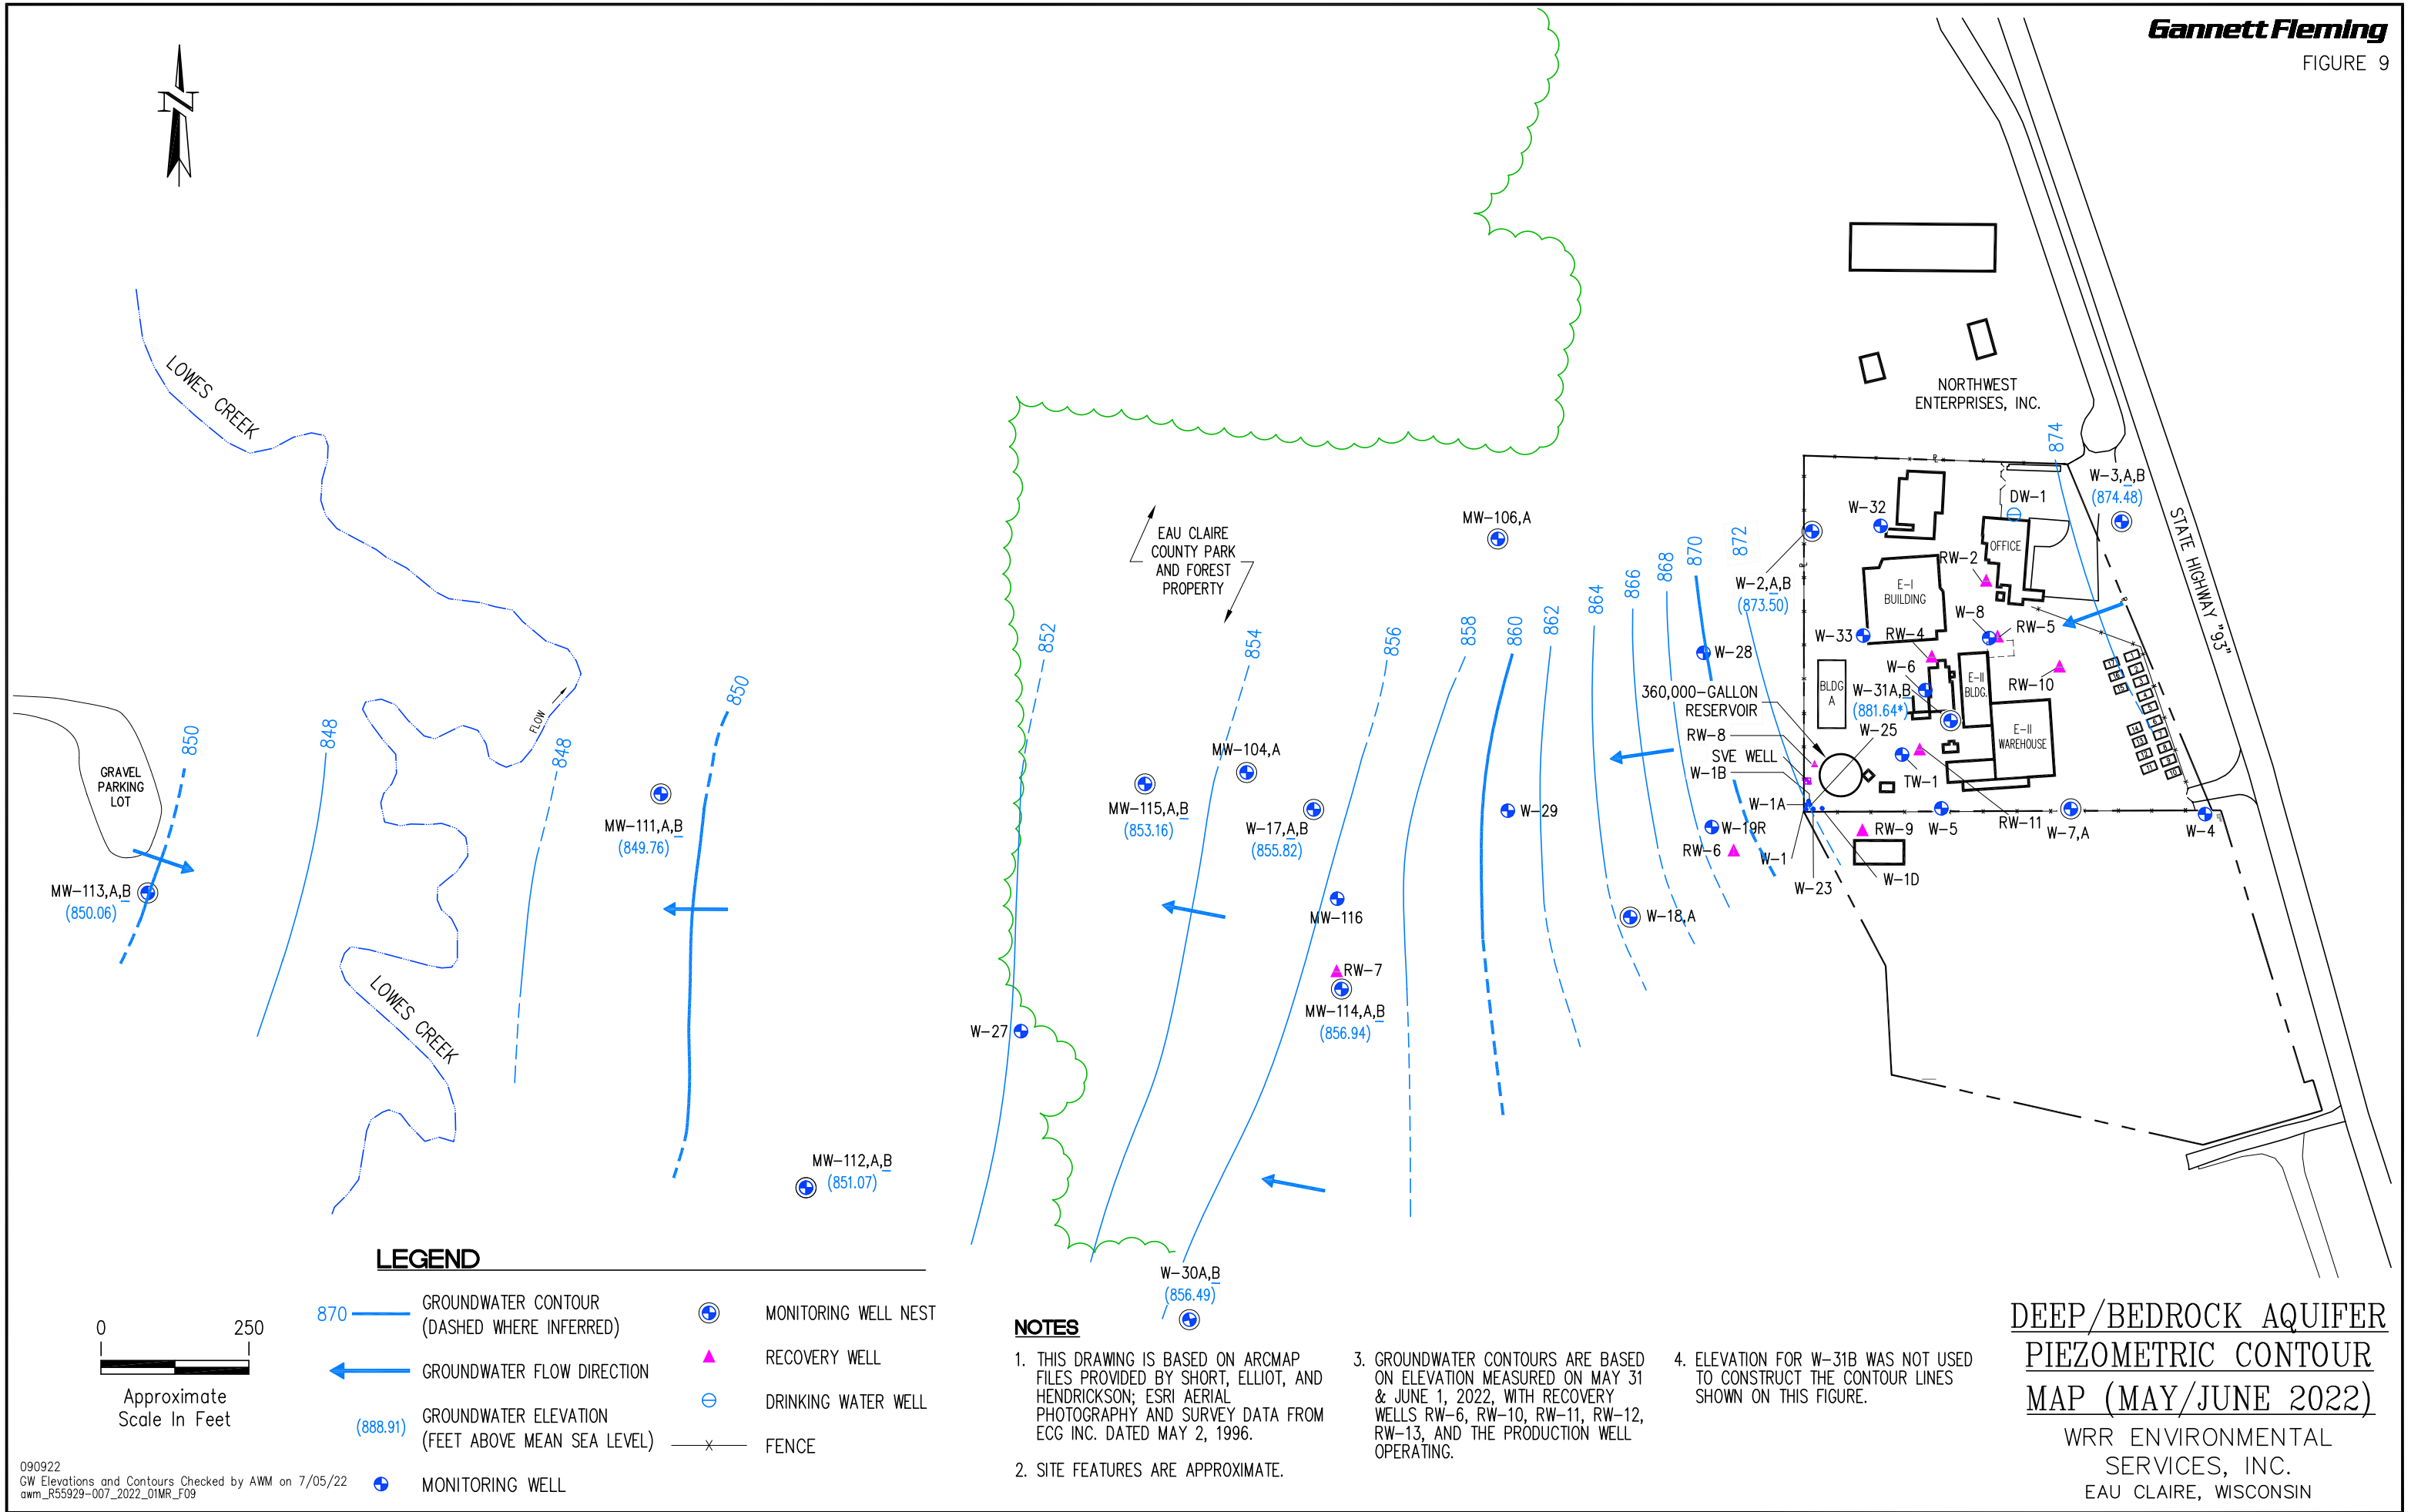 Gannett Fleming
FIGURE 9
N
LOWES CREEK
FLOW
LOWES CREEK
GRAVEL
PARKING
LOT
850
848
848
850
852
854
856
858
860
862
864
866
868
870
872
874
MW-113,A,B
(850.06)
MW-111,A,B
(849.76)
MW-112,A,B
(851.07)
EAU CLAIRE
COUNTY PARK
AND FOREST
PROPERTY
MW-106,A
MW-104,A
MW-115,A,B
(853.16)
W-17,A,B
(855.82)
MW-116
RW-7
MW-114,A,B
(856.94)
W-27
W-30A,B
(856.49)
W-29
W-28
W-18,A
W-19R
RW-6
NORTHWEST
ENTERPRISES, INC.
STATE HIGHWAY "93"
W-3,A,B
(874.48)
DW-1
W-32
OFFICE
RW-2
W-2,A,B
(873.50)
E-I
BUILDING
W-8
RW-5
W-33
RW-4
W-6
RW-10
BLDG
A
W-31A,B
(881.64*)
E-II
BLDG.
360,000-GALLON
RESERVOIR
W-25
E-II
WAREHOUSE
RW-8
SVE WELL
W-1B
TW-1
W-1A
RW-9
W-5
RW-11
W-7,A
W-4
W-1
W-23
W-1D
LEGEND
870
GROUNDWATER CONTOUR
(DASHED WHERE INFERRED)
GROUNDWATER FLOW DIRECTION
(888.91)
GROUNDWATER ELEVATION
(FEET ABOVE MEAN SEA LEVEL)
MONITORING WELL
MONITORING WELL NEST
RECOVERY WELL
DRINKING WATER WELL
X
FENCE
0 250
Approximate
Scale In Feet
NOTES
1. THIS DRAWING IS BASED ON ARCMAP
FILES PROVIDED BY SHORT, ELLIOT, AND
HENDRICKSON; ESRI AERIAL
PHOTOGRAPHY AND SURVEY DATA FROM
ECG INC. DATED MAY 2, 1996.
2. SITE FEATURES ARE APPROXIMATE.
3. GROUNDWATER CONTOURS ARE BASED
ON ELEVATION MEASURED ON MAY 31
& JUNE 1, 2022, WITH RECOVERY
WELLS RW-6, RW-10, RW-11, RW-12,
RW-13, AND THE PRODUCTION WELL
OPERATING.
4. ELEVATION FOR W-31B WAS NOT USED
TO CONSTRUCT THE CONTOUR LINES
SHOWN ON THIS FIGURE.
DEEP/BEDROCK AQUIFER
PIEZOMETRIC CONTOUR
MAP (MAY/JUNE 2022)
WRR ENVIRONMENTAL
SERVICES, INC.
EAU CLAIRE, WISCONSIN
090922
GW Elevations and Contours Checked by AWM on 7/05/22
awm_R55929-007_2022_01MR_F09